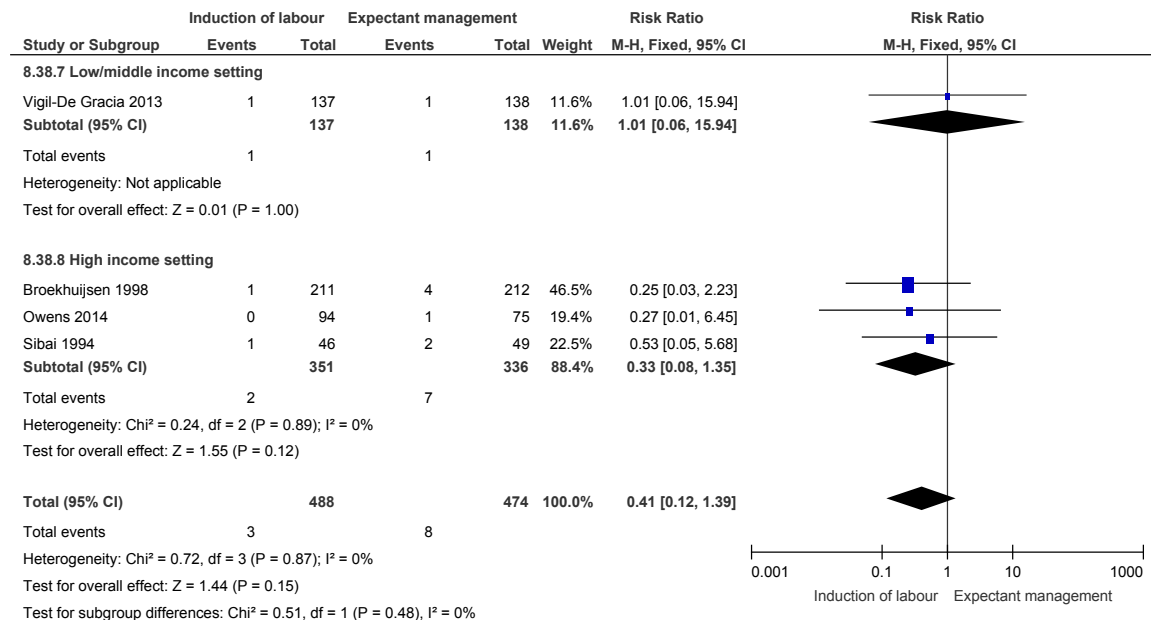 Induction of labour Expectant management Risk Ratio Risk Ratio
Study or Subgroup Events Total Events Total Weight M-H, Fixed, 95% CI M-H, Fixed, 95% CI
8.38.7 Low/middle income setting
Vigil-De Gracia 2013 1 137 1 138 11.6% 1.01 [0.06, 15.94]
Subtotal (95% CI) 137 138 11.6% 1.01 [0.06, 15.94]
Total events 1 1
Heterogeneity: Not applicable
Test for overall effect: Z = 0.01 (P = 1.00)
8.38.8 High income setting
Broekhuijsen 1998 1 211 4 212 46.5% 0.25 [0.03, 2.23]
Owens 2014 0 94 1 75 19.4% 0.27 [0.01, 6.45]
Sibai 1994 1 46 2 49 22.5% 0.53 [0.05, 5.68]
Subtotal (95% CI) 351 336 88.4% 0.33 [0.08, 1.35]
Total events 2 7
Heterogeneity: Chi² = 0.24, df = 2 (P = 0.89); I² = 0%
Test for overall effect: Z = 1.55 (P = 0.12)
Total (95% CI) 488 474 100.0% 0.41 [0.12, 1.39]
Total events 3 8
Heterogeneity: Chi² = 0.72, df = 3 (P = 0.87); I² = 0%
Test for overall effect: Z = 1.44 (P = 0.15)
Test for subgroup differences: Chi² = 0.51, df = 1 (P = 0.48), I² = 0%
0.001 0.1 1 10 1000
Induction of labour Expectant management